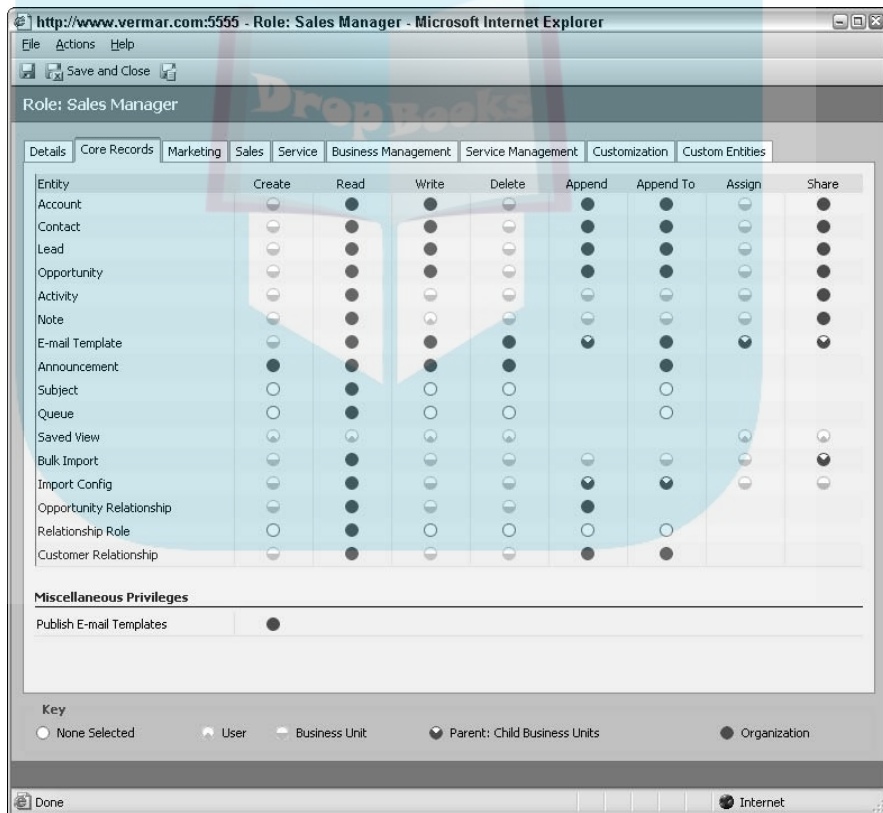 http://www.vermar.com:5555 - Role: Sales Manager - Microsoft Internet Explorer
File Actions Help
Save and Close
Role: Sales Manager
DropBooks
Details Core Records Marketing Sales Service Business Management Service Management Customization Custom Entities
Entity Create Read Write Delete Append Append To Assign Share
Account
Contact
Lead
Opportunity
Activity
Note
E-mail Template
Announcement
Subject
Queue
Saved View
Bulk Import
Import Config
Opportunity Relationship
Relationship Role
Customer Relationship
Miscellaneous Privileges
Publish E-mail Templates
Key
None Selected User Business Unit Parent: Child Business Units Organization
Done Internet